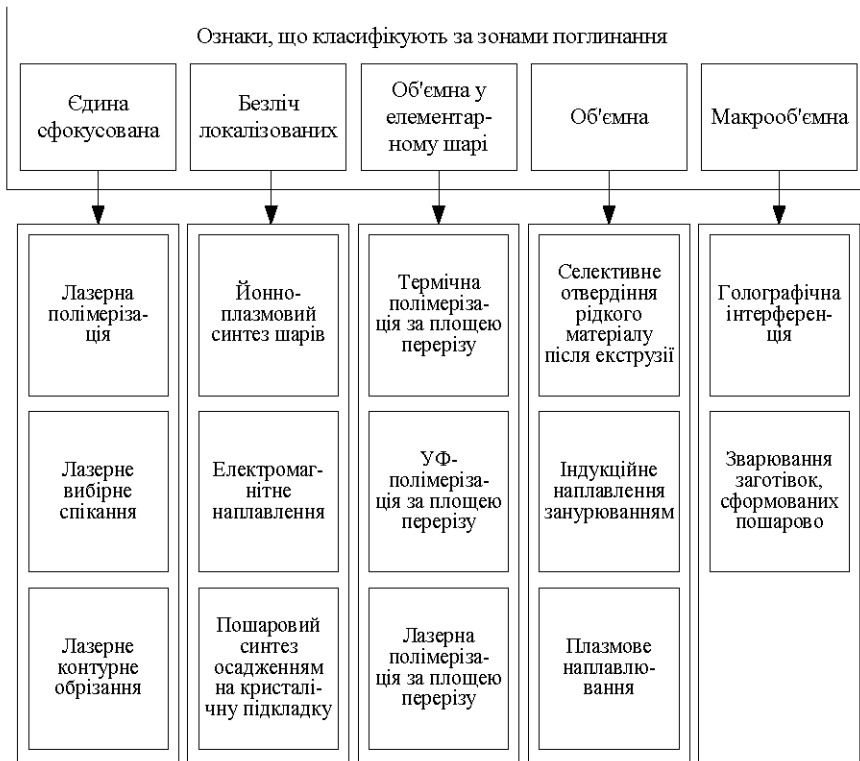 Ознаки, що класифікують за зонами поглинання
Єдина
сфокусована
Безліч
локалізованих
Об'ємна у
елементар-
ному шарі
Об'ємна
Макрооб'ємна
Лазерна
полімеріза-
ція
Лазерне
вибірне
спікання
Лазерне
контурне
обрізання
Йонно-
плазмовий
синтез шарів
Електромаг-
нітне
наплавлення
Пошаровий
синтез
осадженням
на кристалі-
чну підкладку
Термічна
полімеріза-
ція за площею
перерізу
УФ-
полімеріза-
ція за площею
перерізу
Лазерна
полімеріза-
ція за площею
перерізу
Селективне
отвердіння
рідкого
матеріалу
після екструзії
Індукційне
наплавлення
занурюванням
Плазмове
наплавлю-
вання
Голографічна
інтерферен-
ція
Зварювання
заготівок,
сформованих
пошарово